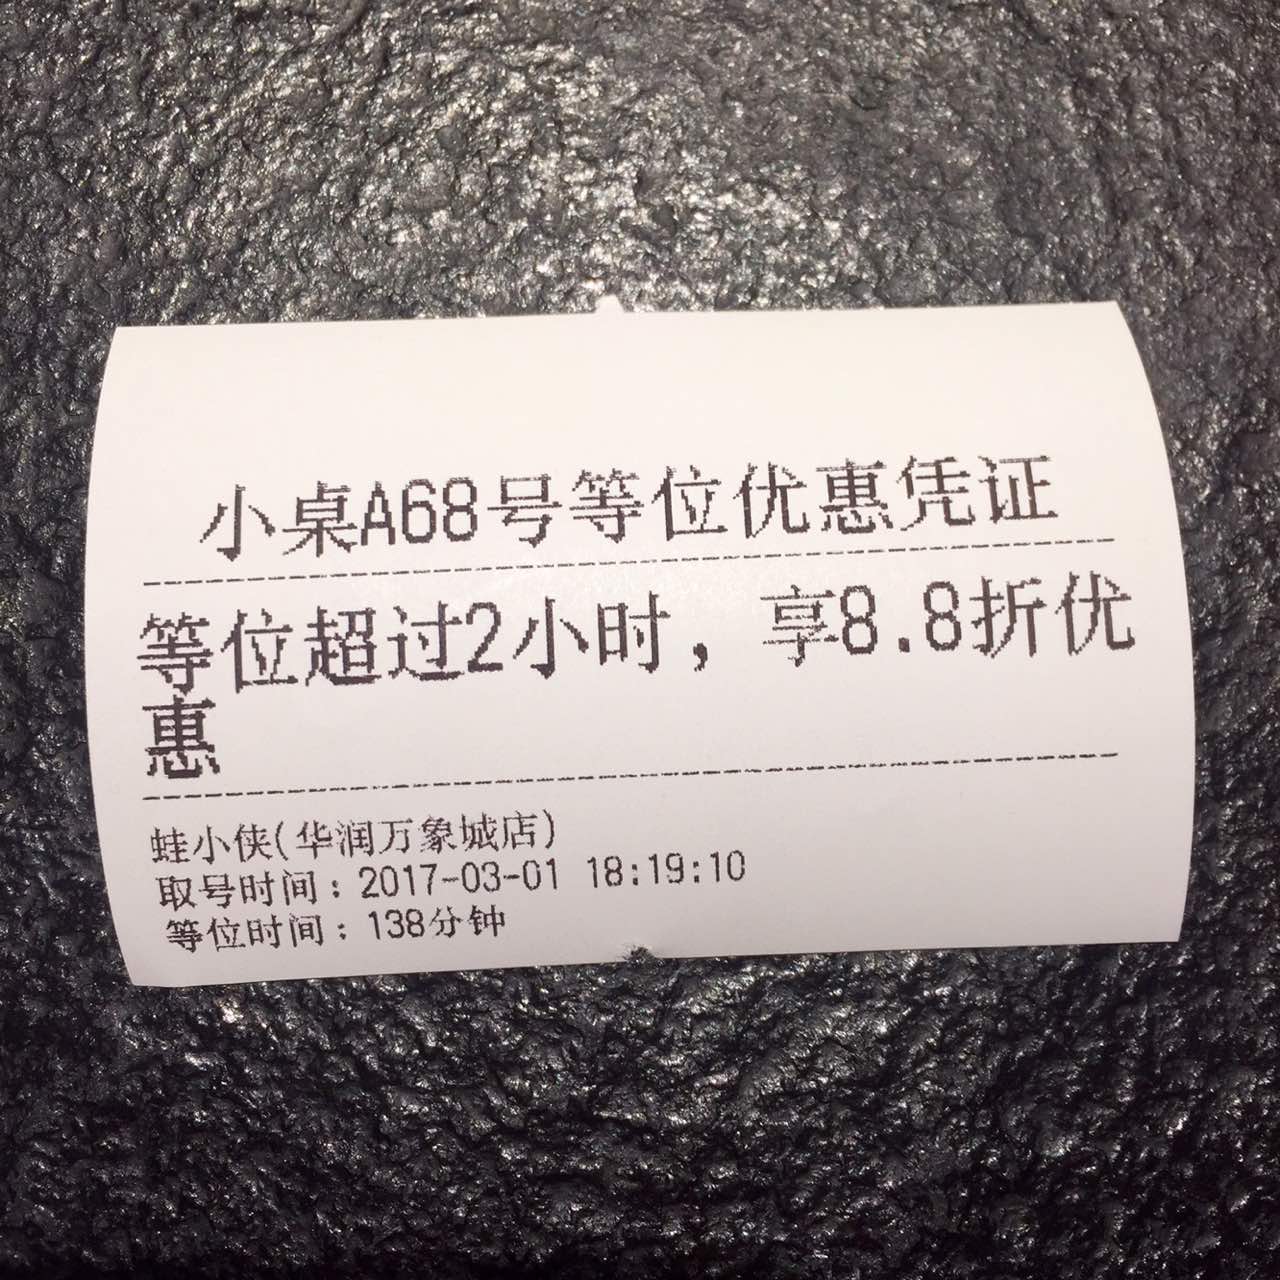 小桌A68号等位优惠凭证
等位超过2小时，享8.8折优
惠
蛙小侠(华润万象城店)
取号时间：2017-03-01 18:19:10
等位时间：138分钟